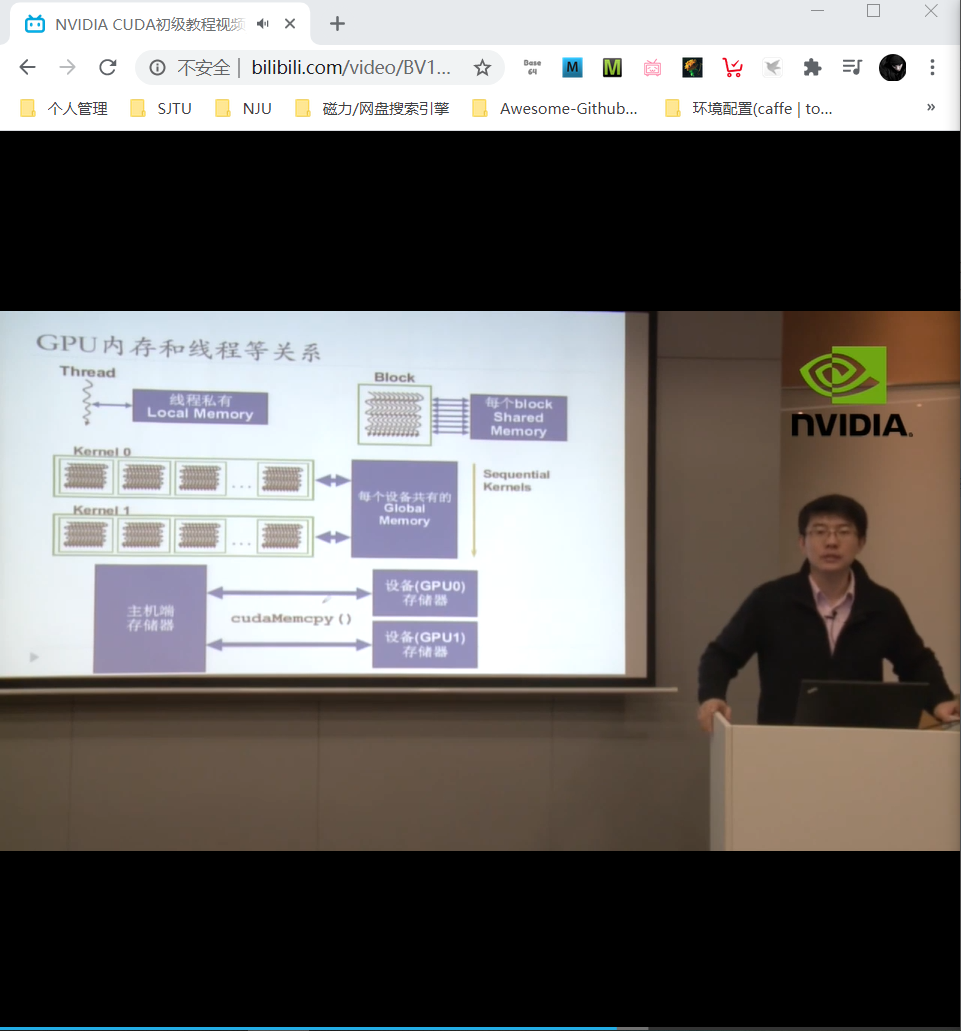 NVIDIA CUDA初级教程视频
不安全 | bilibili.com/video/BV1...
Base
64
M
M
个人管理
SJTU
NJU
磁力/网盘搜索引擎
Awesome-Github...
环境配置(caffe | to...
»
GPU内存和线程等关系
Thread
线程私有
Local Memory
Block
每个block
Shared
Memory
Kernel 0
...
每个设备共有的
Global
Memory
Sequential
Kernels
Kernel 1
...
主机端
存储器
cudaMemcpy()
设备(GPU0)
存储器
设备(GPU1)
存储器
NVIDIA.